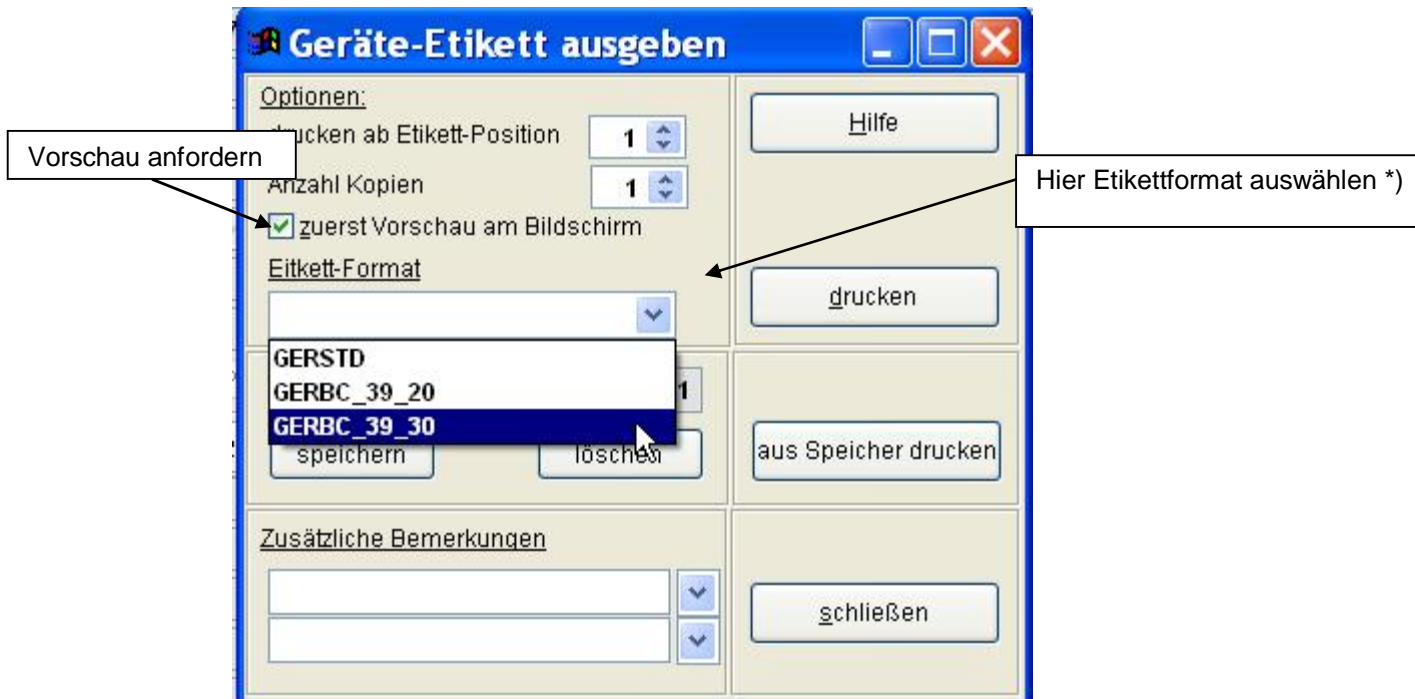 Geräte-Etikett ausgeben
Optionen:
drucken ab Etikett-Position 1
Hilfe
Vorschau anfordern
Anzahl Kopien 1
Hier Etikettformat auswählen *)
zuerst Vorschau am Bildschirm
Eitkett-Format
drucken
GERSTD
GERBC_39_20
1
GERBC_39_30
speichern
löschen
aus Speicher drucken
Zusätzliche Bemerkungen
schließen